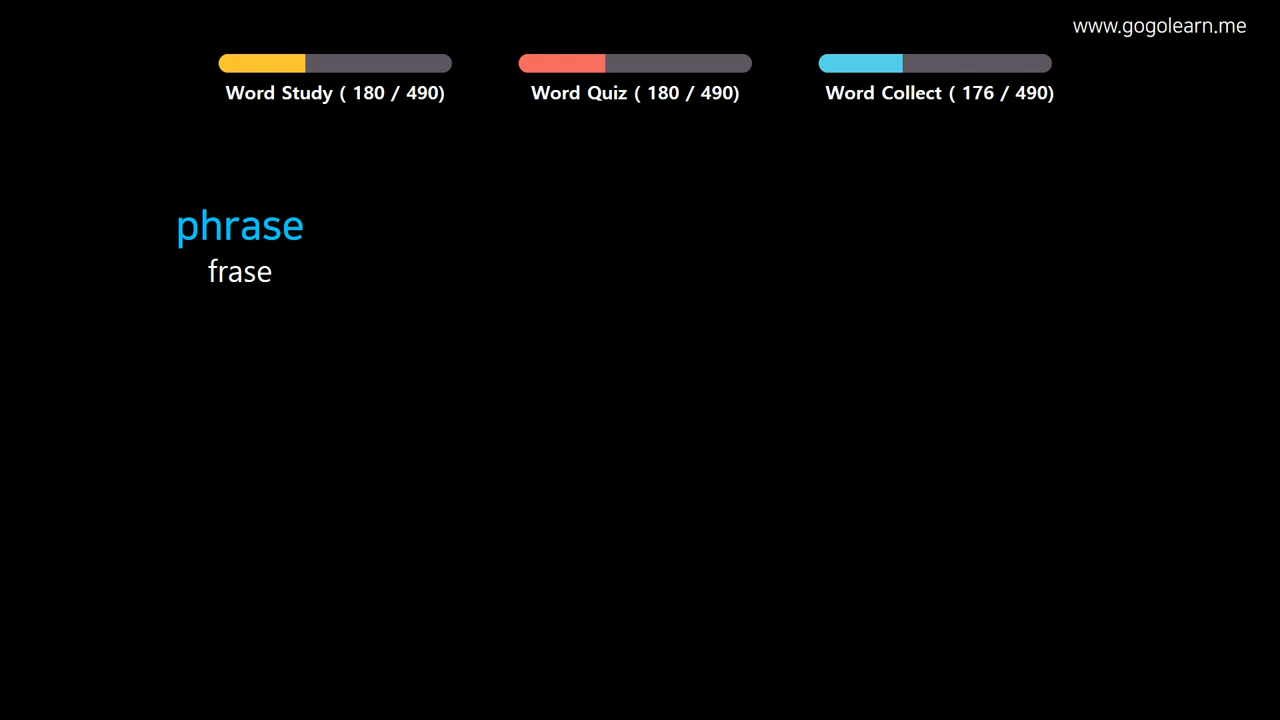 www.gogolearn.me
Word Study ( 180 / 490)
Word Quiz ( 180 / 490)
Word Collect ( 176 / 490)
phrase
frase